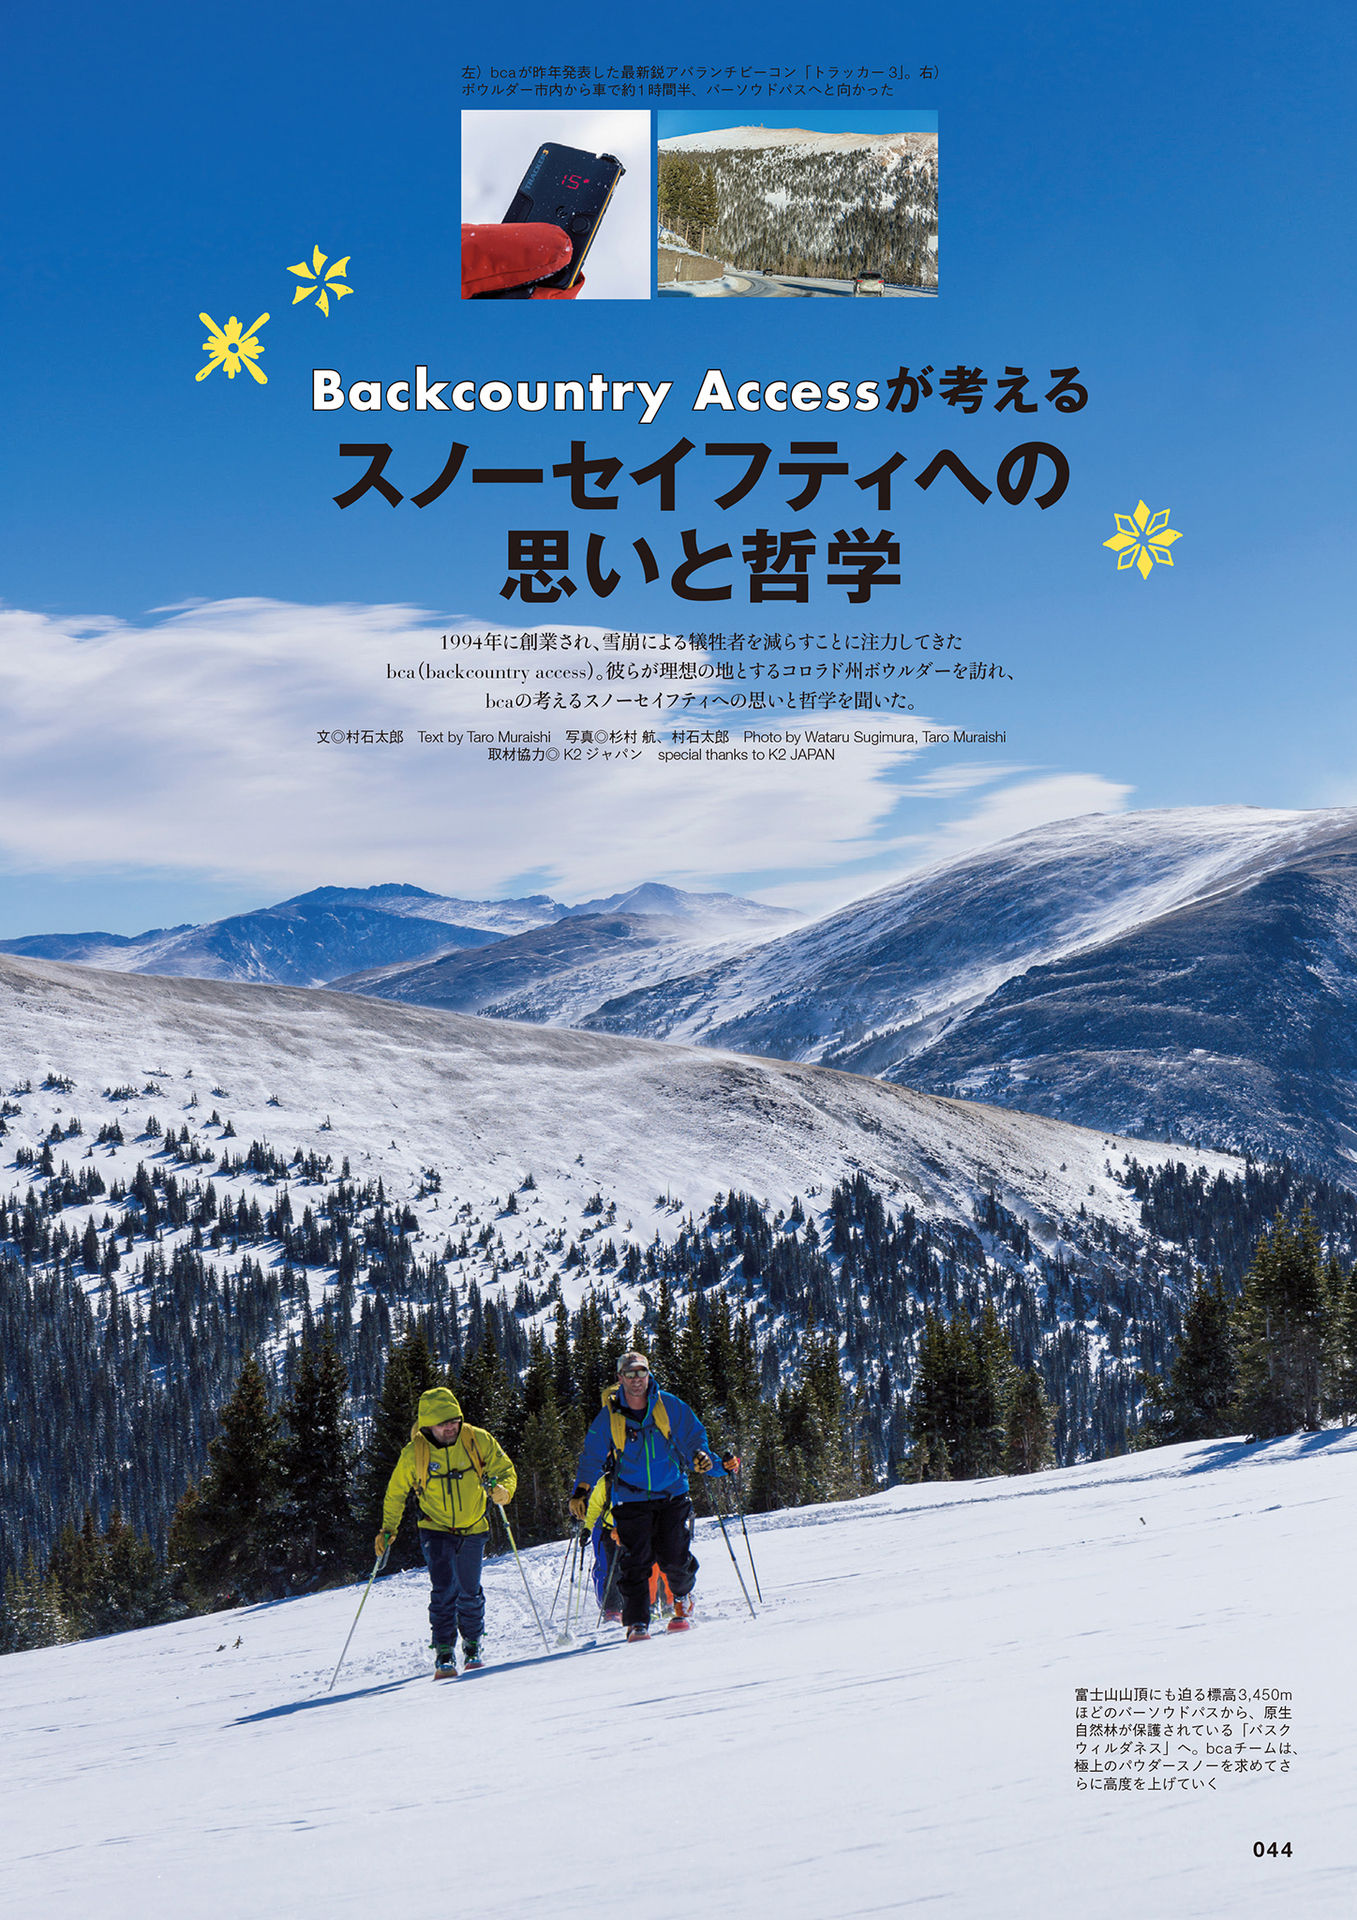 左）bcaが昨年発表した最新鋭アバランチビーコン「トラッカー3」。右）
ボウルダー市内から車で約1時間半、バーソウドパスへと向かった
TRACKER
15
Backcountry Accessが考える
スノーセイフティへの
思いと哲学
1994年に創業され、雪崩による犠牲者を減らすことに注力してきた
bca（backcountry access）。彼らが理想の地とするコロラド州ボウルダーを訪れ、
bcaの考えるスノーセイフティへの思いと哲学を聞いた。
文◎村石太郎　Text by Taro Muraishi　写真◎杉村 航、村石太郎　Photo by Wataru Sugimura, Taro Muraishi
取材協力◎ K2 ジャパン　special thanks to K2 JAPAN
富士山山頂にも迫る標高3,450m
ほどのバーソウドパスから、原生
自然林が保護されている「バスク
ウィルダネス」へ。bcaチームは、
極上のパウダースノーを求めてさ
らに高度を上げていく
044